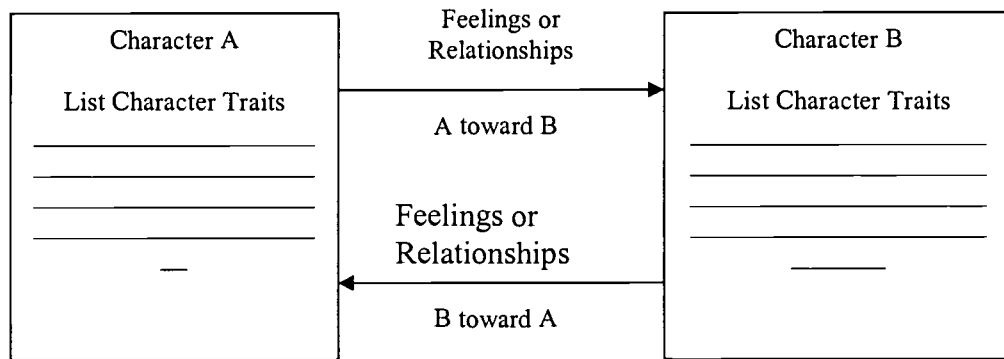 Character A
List Character Traits
Feelings or
Relationships
A toward B
Feelings or
Relationships
B toward A
Character B
List Character Traits